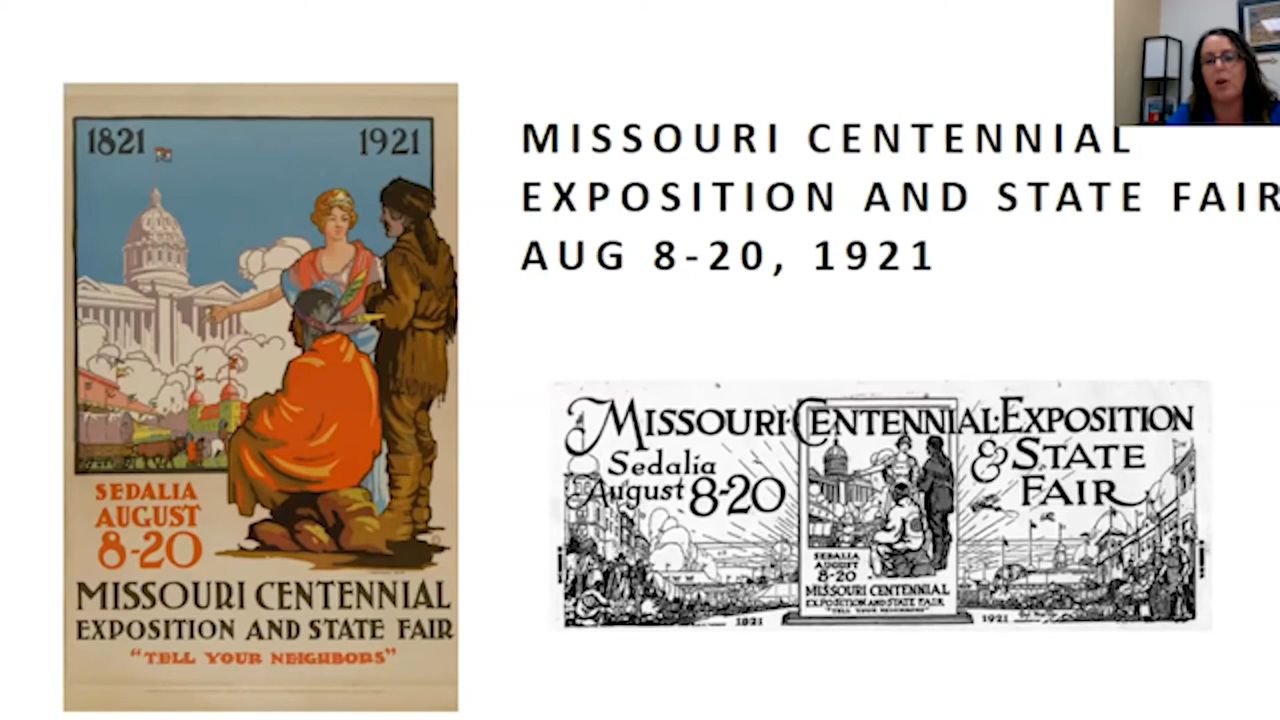 1821 1921
SEDALIA
AUGUST
8-20
MISSOURI CENTENNIAL
EXPOSITION AND STATE FAIR
"TELL YOUR NEIGHBORS"
MISSOURI CENTENNIAL
EXPOSITION AND STATE FAIR
AUG 8-20, 1921
MISSOURI·CENTENNIAL·EXPOSITION
& STATE
FAIR
Sedalia
August 8-20
SEDALIA
AUGUST
8-20
MISSOURI CENTENNIAL
EXPOSITION AND STATE FAIR
"TELL YOUR NEIGHBORS"
1821 1921